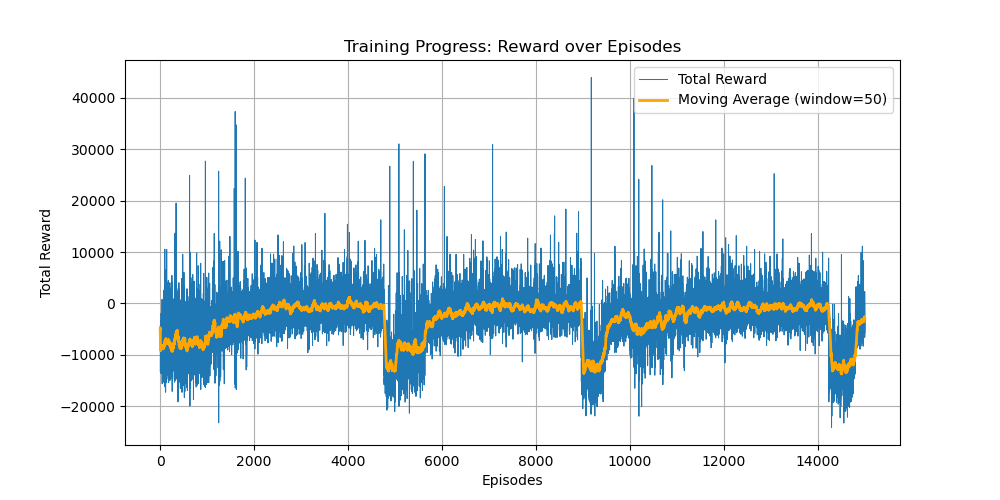 Training Progress: Reward over Episodes
Total Reward
Moving Average (window=50)
40000
30000
20000
10000
0
−10000
−20000
Total Reward
0 2000 4000 6000 8000 10000 12000 14000
Episodes